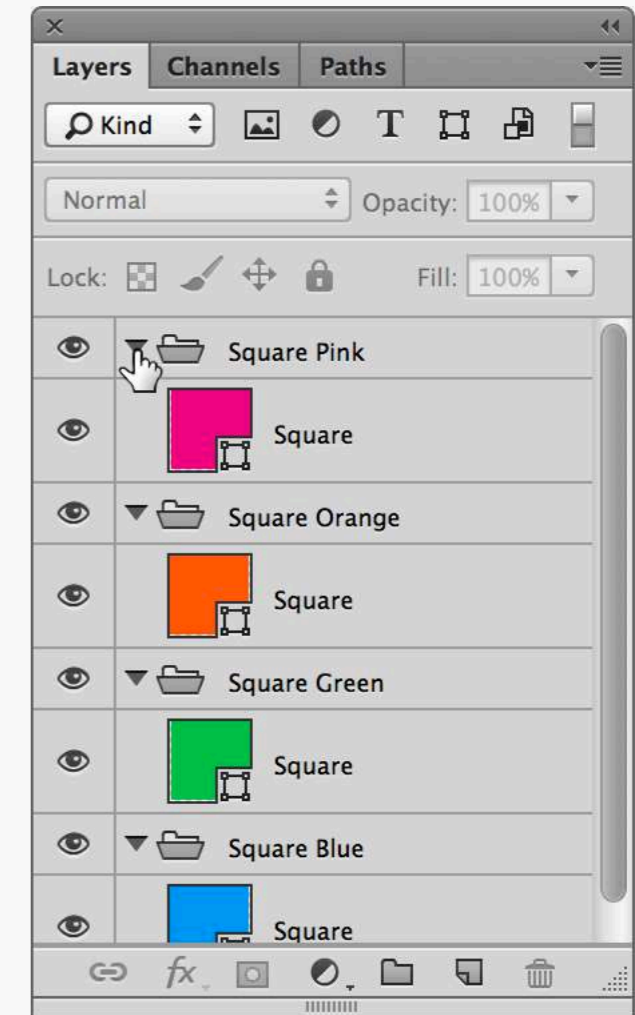 Layers Channels Paths
Kind T
Normal Opacity: 100%
Lock: Fill: 100%
Square Pink
Square
Square Orange
Square
Square Green
Square
Square Blue
Square
fx